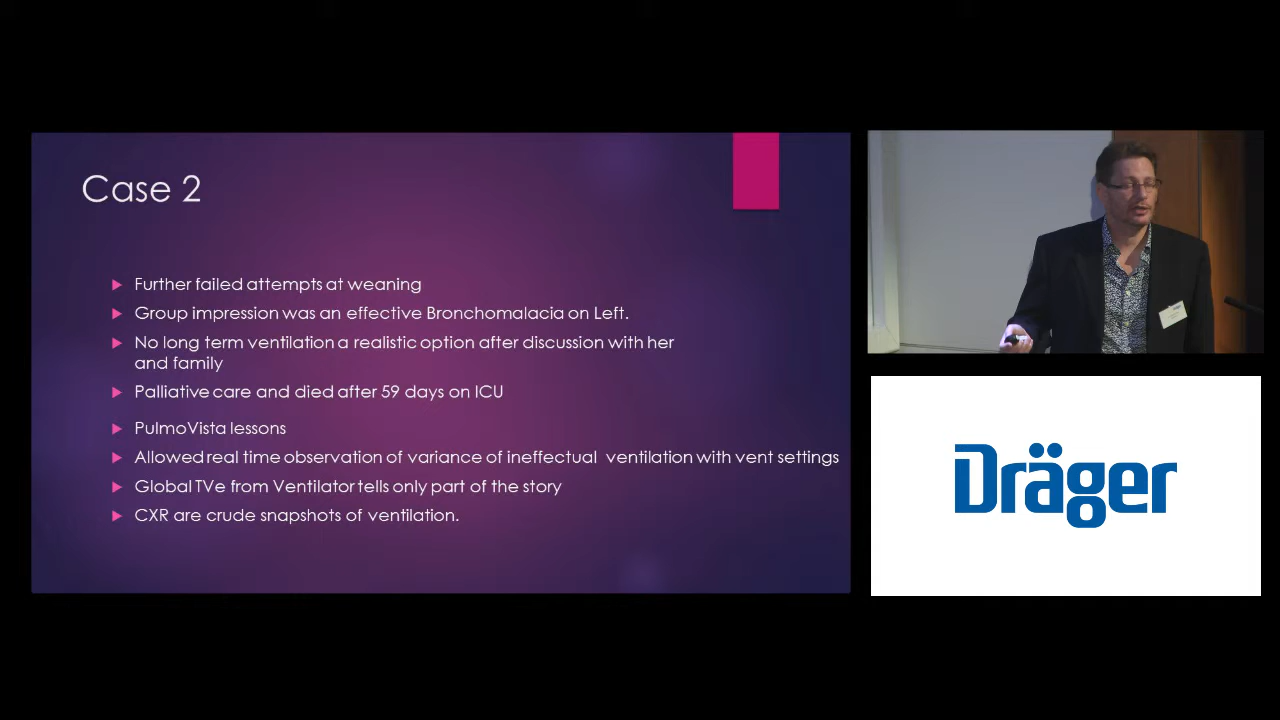 Case 2
Further failed attempts at weaning
Group impression was an effective Bronchomalacia on Left.
No long term ventilation a realistic option after discussion with her
and family
Palliative care and died after 59 days on ICU
PulmoVista lessons
Allowed real time observation of variance of ineffectual ventilation with vent settings
Global TVe from Ventilator tells only part of the story
CXR are crude snapshots of ventilation.
Dräger